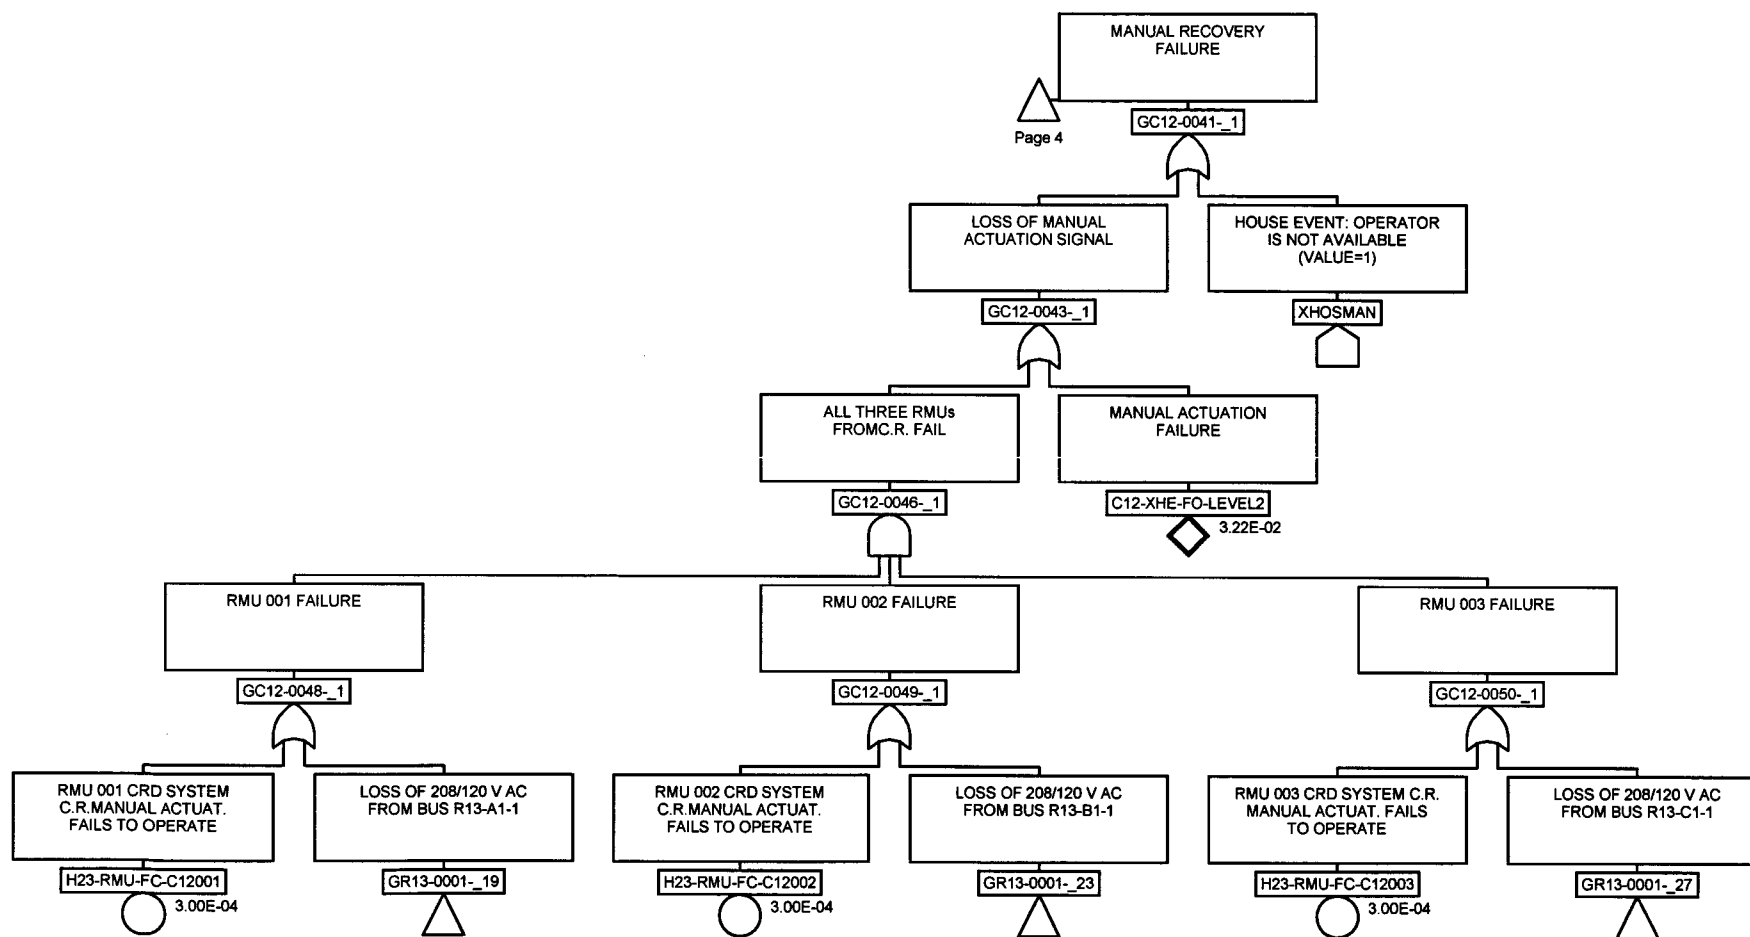 MANUAL RECOVERY
FAILURE
Page 4
GC12-0041-_1
LOSS OF MANUAL
ACTUATION SIGNAL
GC12-0043-_1
HOUSE EVENT: OPERATOR
IS NOT AVAILABLE
(VALUE=1)
XHOSMAN
ALL THREE RMUs
FROMC.R. FAIL
GC12-0046-_1
MANUAL ACTUATION
FAILURE
C12-XHE-FO-LEVEL2
3.22E-02
RMU 001 FAILURE
GC12-0048-_1
RMU 002 FAILURE
GC12-0049-_1
RMU 003 FAILURE
GC12-0050-_1
RMU 001 CRD SYSTEM
C.R.MANUAL ACTUAT.
FAILS TO OPERATE
H23-RMU-FC-C12001
3.00E-04
LOSS OF 208/120 V AC
FROM BUS R13-A1-1
GR13-0001-_19
RMU 002 CRD SYSTEM
C.R.MANUAL ACTUAT.
FAILS TO OPERATE
H23-RMU-FC-C12002
3.00E-04
LOSS OF 208/120 V AC
FROM BUS R13-B1-1
GR13-0001-_23
RMU 003 CRD SYSTEM C.R.
MANUAL ACTUAT. FAILS
TO OPERATE
H23-RMU-FC-C12003
3.00E-04
LOSS OF 208/120 V AC
FROM BUS R13-C1-1
GR13-0001-_27